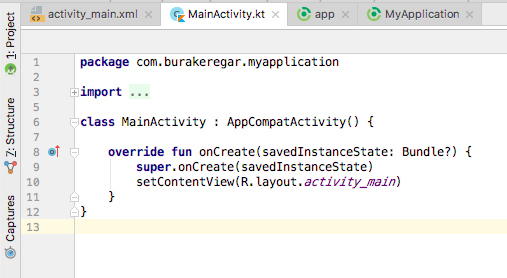 activity_main.xml MainActivity.kt app MyApplication
1: Project
7: Structure
Captures
1 package com.burakeregar.myapplication
2
3 import ...
6 class MainActivity : AppCompatActivity() {
7
8 override fun onCreate(savedInstanceState: Bundle?) {
9 super.onCreate(savedInstanceState)
10 setContentView(R.layout.activity_main)
11 }
12 }
13